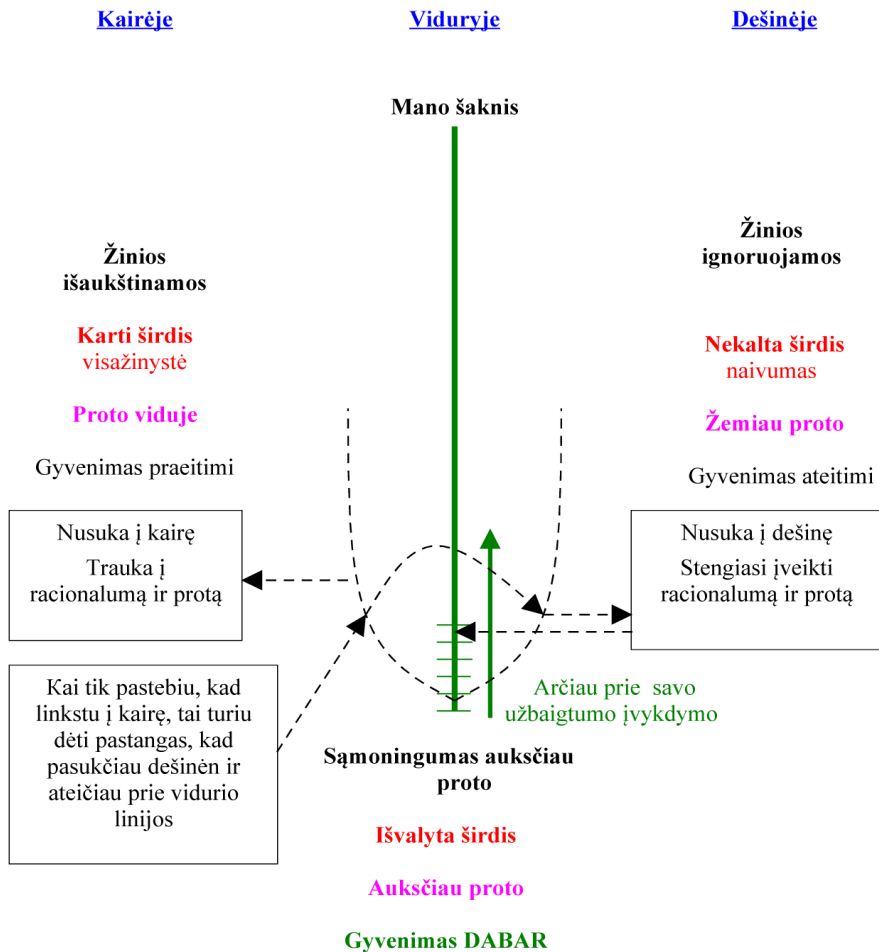 Kairėje
Viduryje
Dešinėje
Mano šaknis
Žinios
išaukštinamos
Karti širdis
visažinystė
Proto viduje
Gyvenimas praeitimi
Nusuka į kairę
Trauka į
racionalumą ir protą
Kai tik pastebiu, kad
linkstu į kairę, tai turiu
dėti pastangas, kad
pasukčiau dešinėn ir
ateičiau prie vidurio
linijos
Žinios
ignoruojamos
Nekalta širdis
naivumas
Žemiau proto
Gyvenimas ateitimi
Nusuka į dešinę
Stengiasi įveikti
racionalumą ir protą
Arčiau prie savo
užbaigtumo įvykdymo
Sąmoningumas auksčiau
proto
Išvalyta širdis
Auksčiau proto
Gyvenimas DABAR